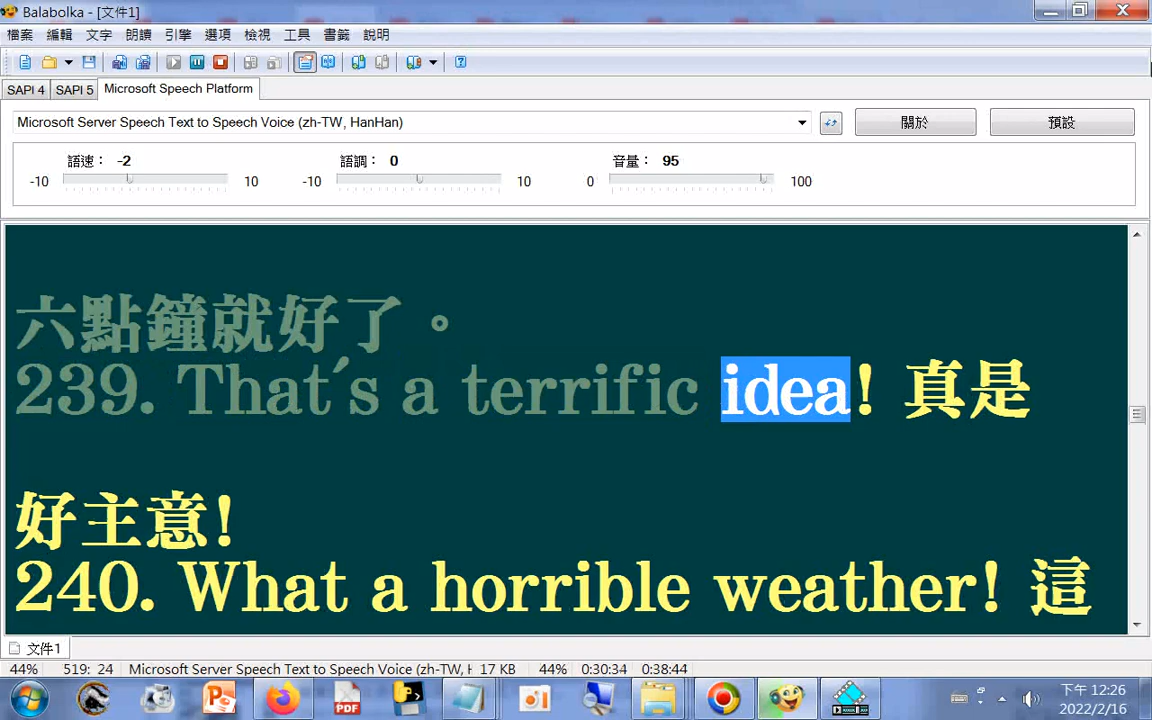 Balabolka - [文件1]
檔案 編輯 文字 朗讀 引擎 選項 檢視 工具 書籤 說明
SAPI 4 SAPI 5 Microsoft Speech Platform
Microsoft Server Speech Text to Speech Voice (zh-TW, HanHan) 關於 預設
語速： -2 語調： 0 音量： 95
-10 10 -10 10 0 100
六點鐘就好了。
239. That's a terrific idea! 真是
好主意!
240. What a horrible weather! 這
文件1
44% 519: 24 Microsoft Server Speech Text to Speech Voice (zh-TW, H 17 KB 44% 0:30:34 0:38:44
PDF
下午 12:26
2022/2/16